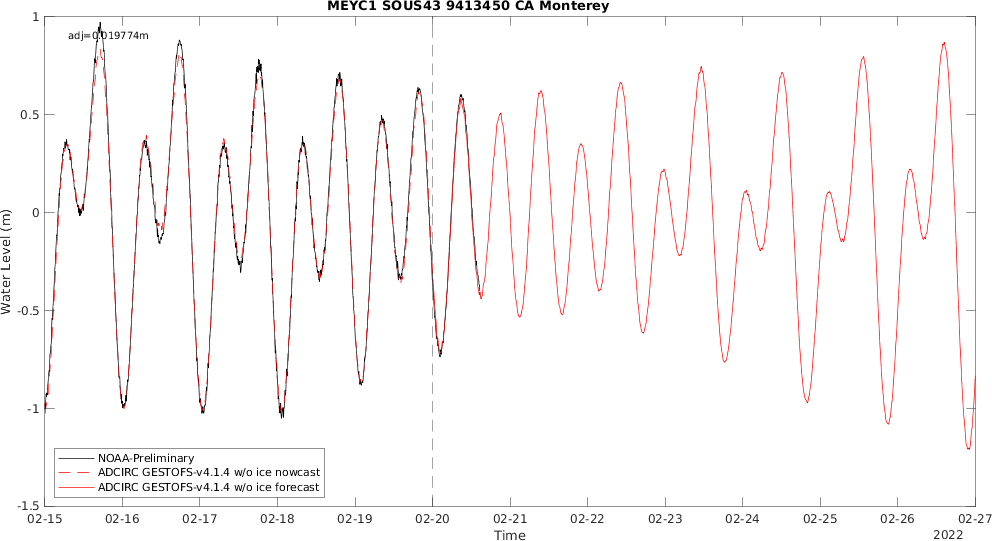 MEYC1 SOUS43 9413450 CA Monterey
adj=0.019774m
1
0.5
0
-0.5
-1
-1.5
Water Level (m)
NOAA-Preliminary
ADCIRC GESTOFS-v4.1.4 w/o ice nowcast
ADCIRC GESTOFS-v4.1.4 w/o ice forecast
02-15 02-16 02-17 02-18 02-19 02-20 02-21 02-22 02-23 02-24 02-25 02-26 02-27
Time
2022